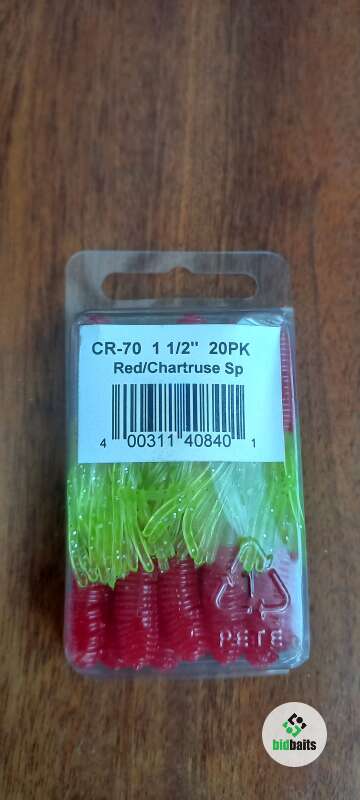 CR-70 1 1/2" 20PK
Red/Chartruse Sp
4 00311 40840 1
PETE
bidbaits